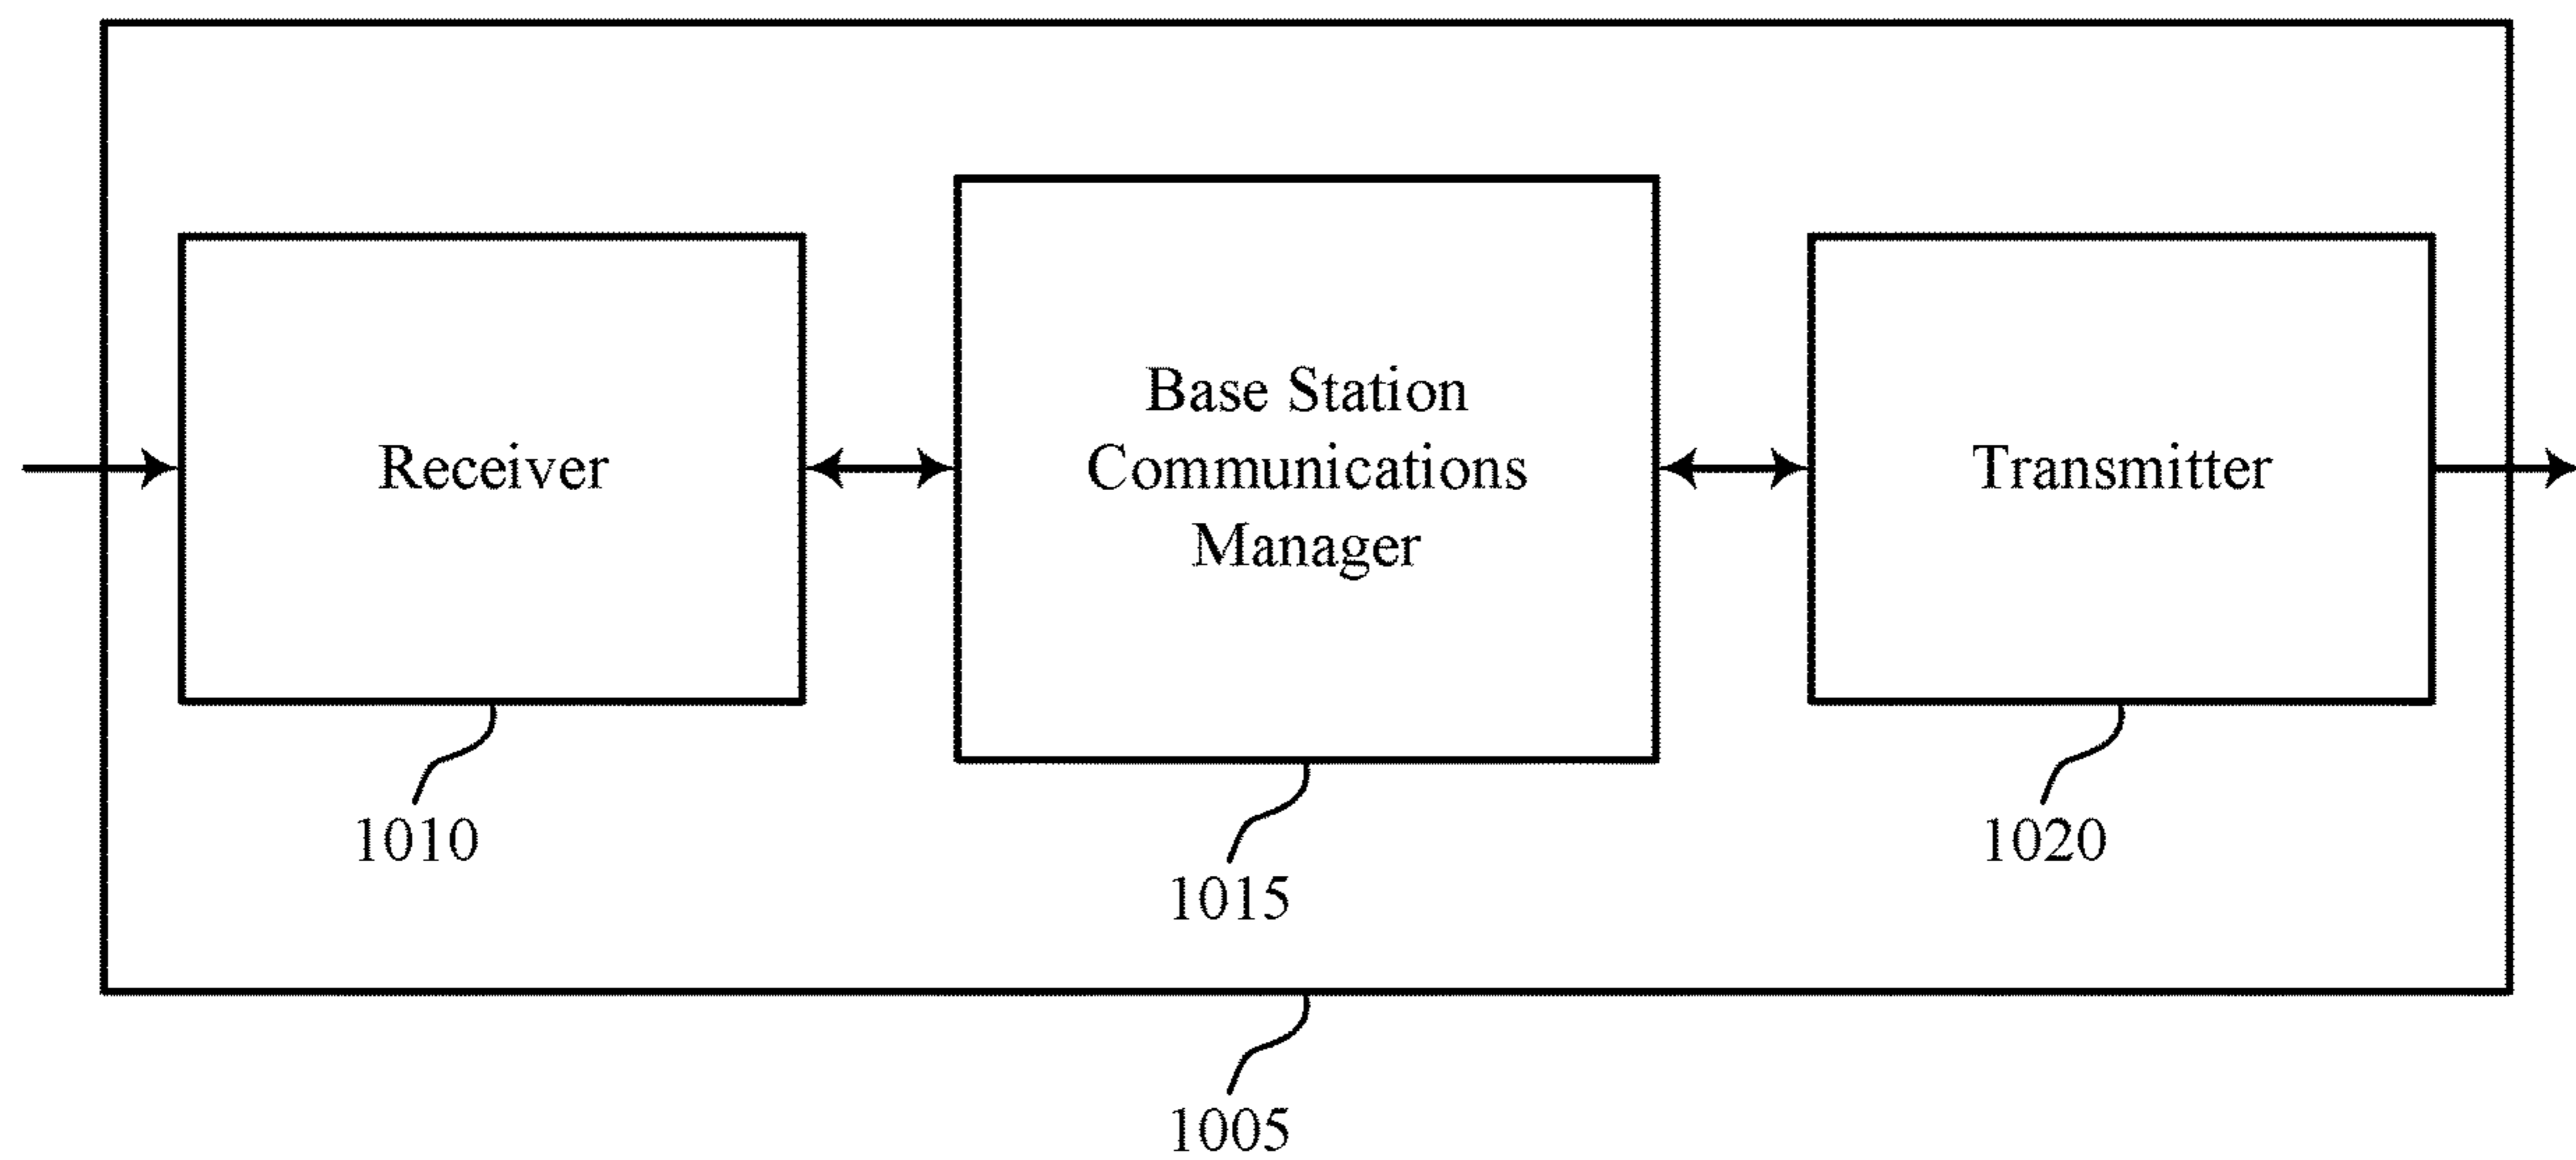 Receiver
Base Station
Communications
Manager
Transmitter
1010
1015
1020
1005